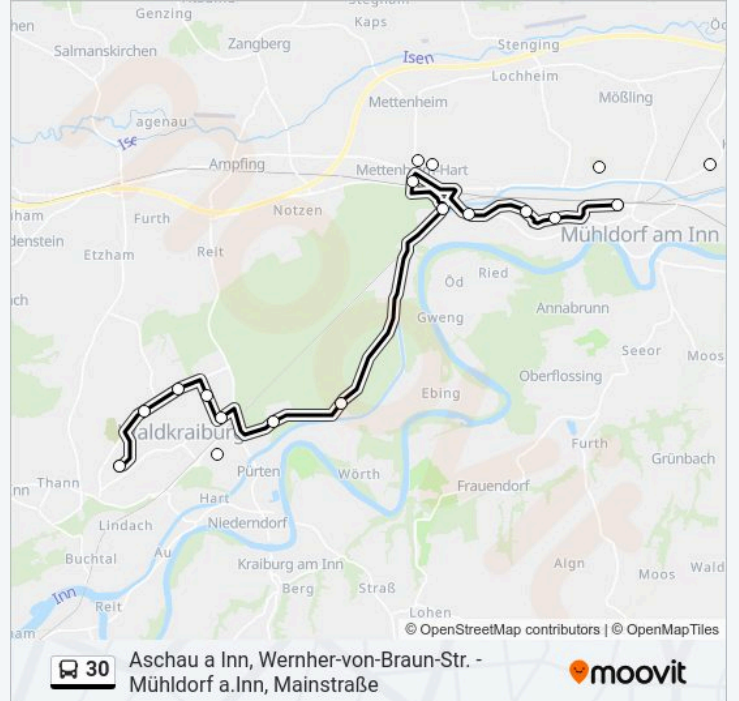 Genzing
Kaps
Salmanskirchen
Zangberg
Stenging
Isen
Lochheim
Mettenheim
Mößling
agenau
Ampfing
Mettenheim-Hart
Furth
Notzen
Mühldorf am Inn
denstein
Etzham
Reit
Öd
Ried
Annabrunn
Gweng
Seeor
Moos
Oberflossing
Ebing
aldkraiburg
Furth
Thann
Pürten
Wörth
Grünbach
Hart
Frauendorf
Lindach
Niederndorf
Buchtal
Au
Kraiburg am Inn
Algn
Wald
Inn
Berg
Straß
Moos
Reit
Lohen
© OpenStreetMap contributors | © OpenMapTiles
30
Aschau a Inn, Wernher-von-Braun-Str. -
Mühldorf a.Inn, Mainstraße
moovit